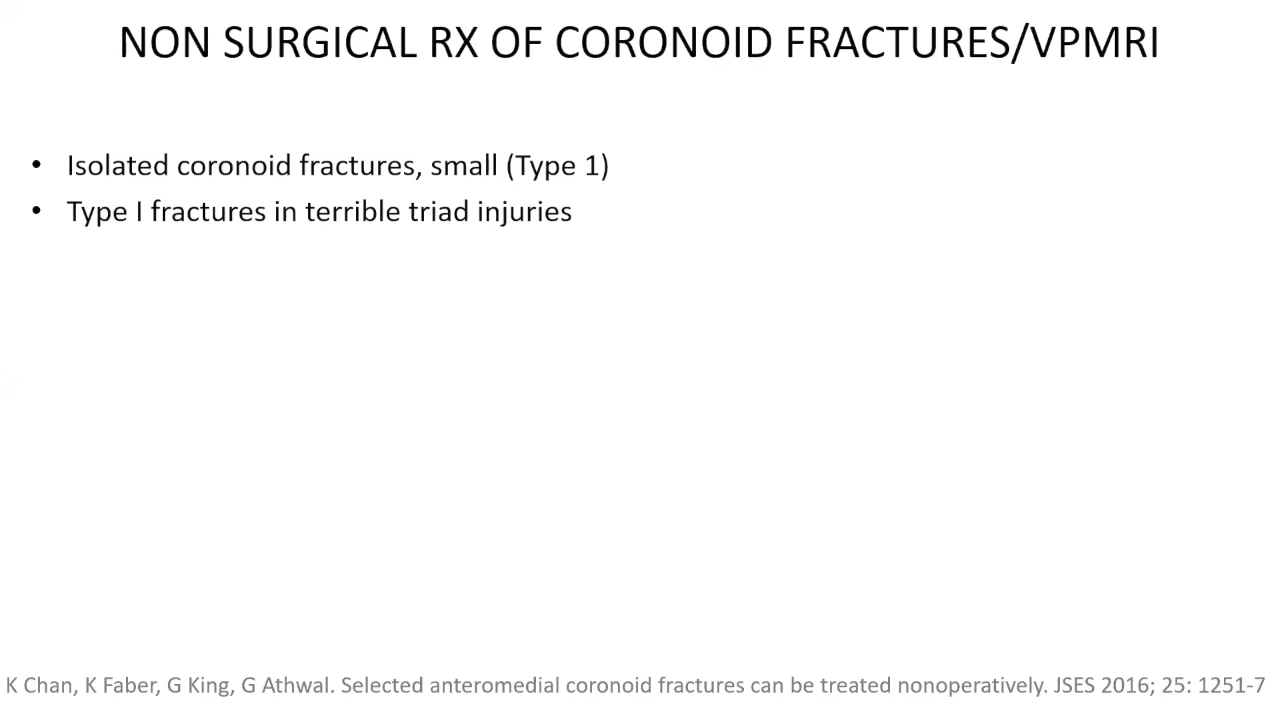 NON SURGICAL RX OF CORONOID FRACTURES/VPMRI
• Isolated coronoid fractures, small (Type 1)
• Type I fractures in terrible triad injuries
K Chan, K Faber, G King, G Athwal. Selected anteromedial coronoid fractures can be treated nonoperatively. JSES 2016; 25: 1251-7